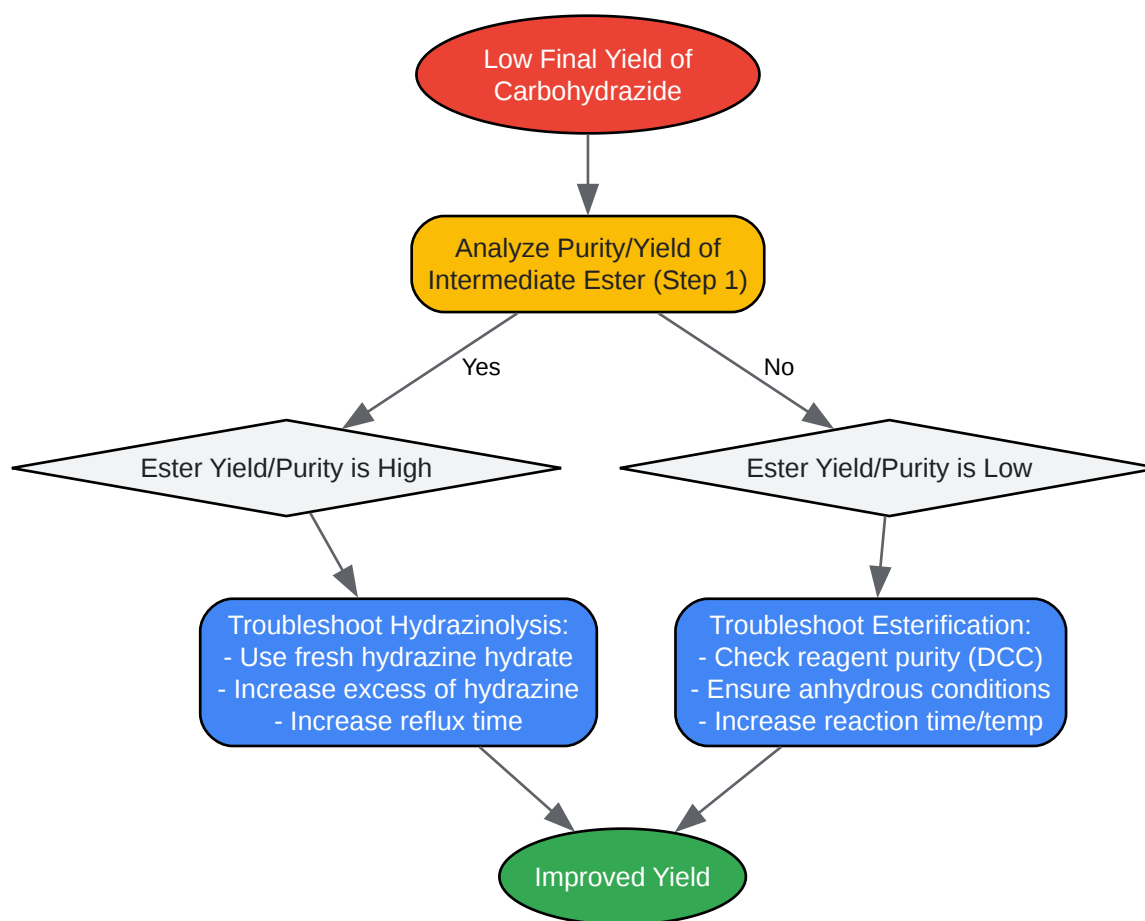 Low Final Yield of
Carbohydrazide
Analyze Purity/Yield of
Intermediate Ester (Step 1)
Yes
No
Ester Yield/Purity is High
Ester Yield/Purity is Low
Troubleshoot Hydrazinolysis:
- Use fresh hydrazine hydrate
- Increase excess of hydrazine
- Increase reflux time
Troubleshoot Esterification:
- Check reagent purity (DCC)
- Ensure anhydrous conditions
- Increase reaction time/temp
Improved Yield